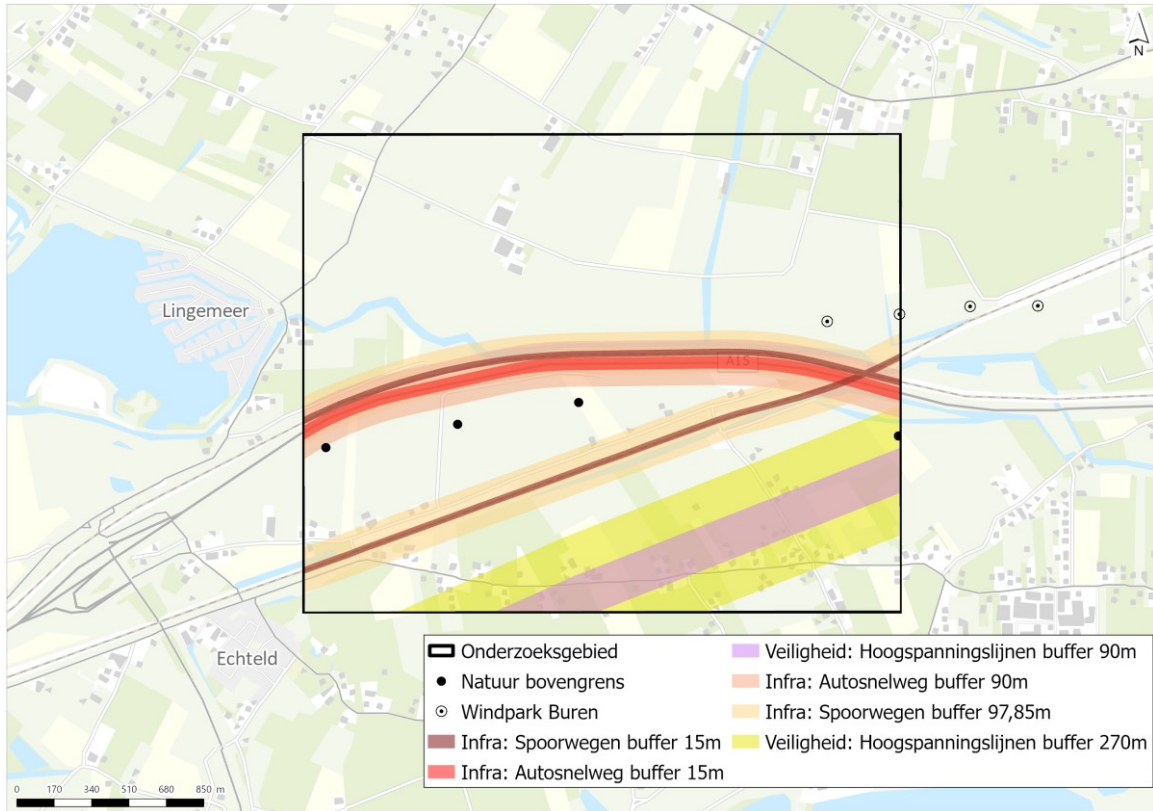 N
Lingemeer
A15
Echteld
Onderzoeksgebied
Natuur bovengrens
Windpark Buren
Infra: Spoorwegen buffer 15m
Infra: Autosnelweg buffer 15m
Veiligheid: Hoogspanningslijnen buffer 90m
Infra: Autosnelweg buffer 90m
Infra: Spoorwegen buffer 97,85m
Veiligheid: Hoogspanningslijnen buffer 270m
0 170 340 510 680 850 m